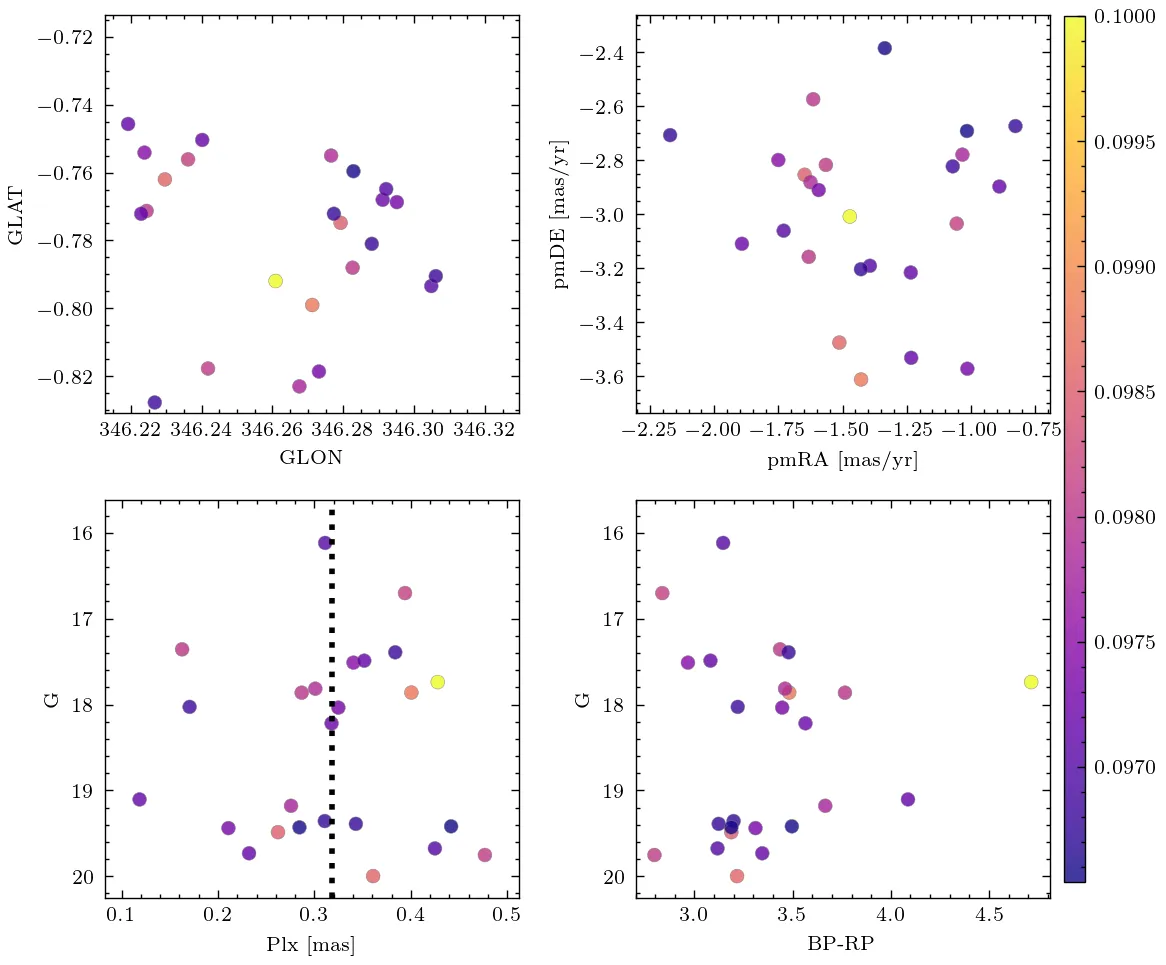 −0.72
−0.74
−0.76
−0.78
−0.80
−0.82
GLAT
346.22 346.24 346.26 346.28 346.30 346.32
GLON
−2.4
−2.6
−2.8
−3.0
−3.2
−3.4
−3.6
pmDE [mas/yr]
−2.25 −2.00 −1.75 −1.50 −1.25 −1.00 −0.75
pmRA [mas/yr]
0.1000
0.0995
0.0990
0.0985
0.0980
0.0975
0.0970
16
17
18
19
20
G
0.1 0.2 0.3 0.4 0.5
Plx [mas]
16
17
18
19
20
G
3.0 3.5 4.0 4.5
BP-RP